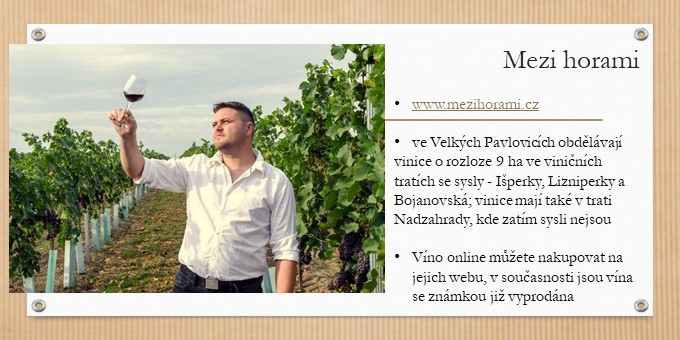 Mezi horami
• www.mezihorami.cz
• ve Velkých Pavlovicích obdělávají
vinice o rozloze 9 ha ve viničních
tratích se sysly - Išperky, Lizniperky a
Bojanovská; vinice mají také v trati
Nadzahrady, kde zatím sysli nejsou
• Víno online můžete nakupovat na
jejich webu, v současnosti jsou vína
se známkou již vyprodána